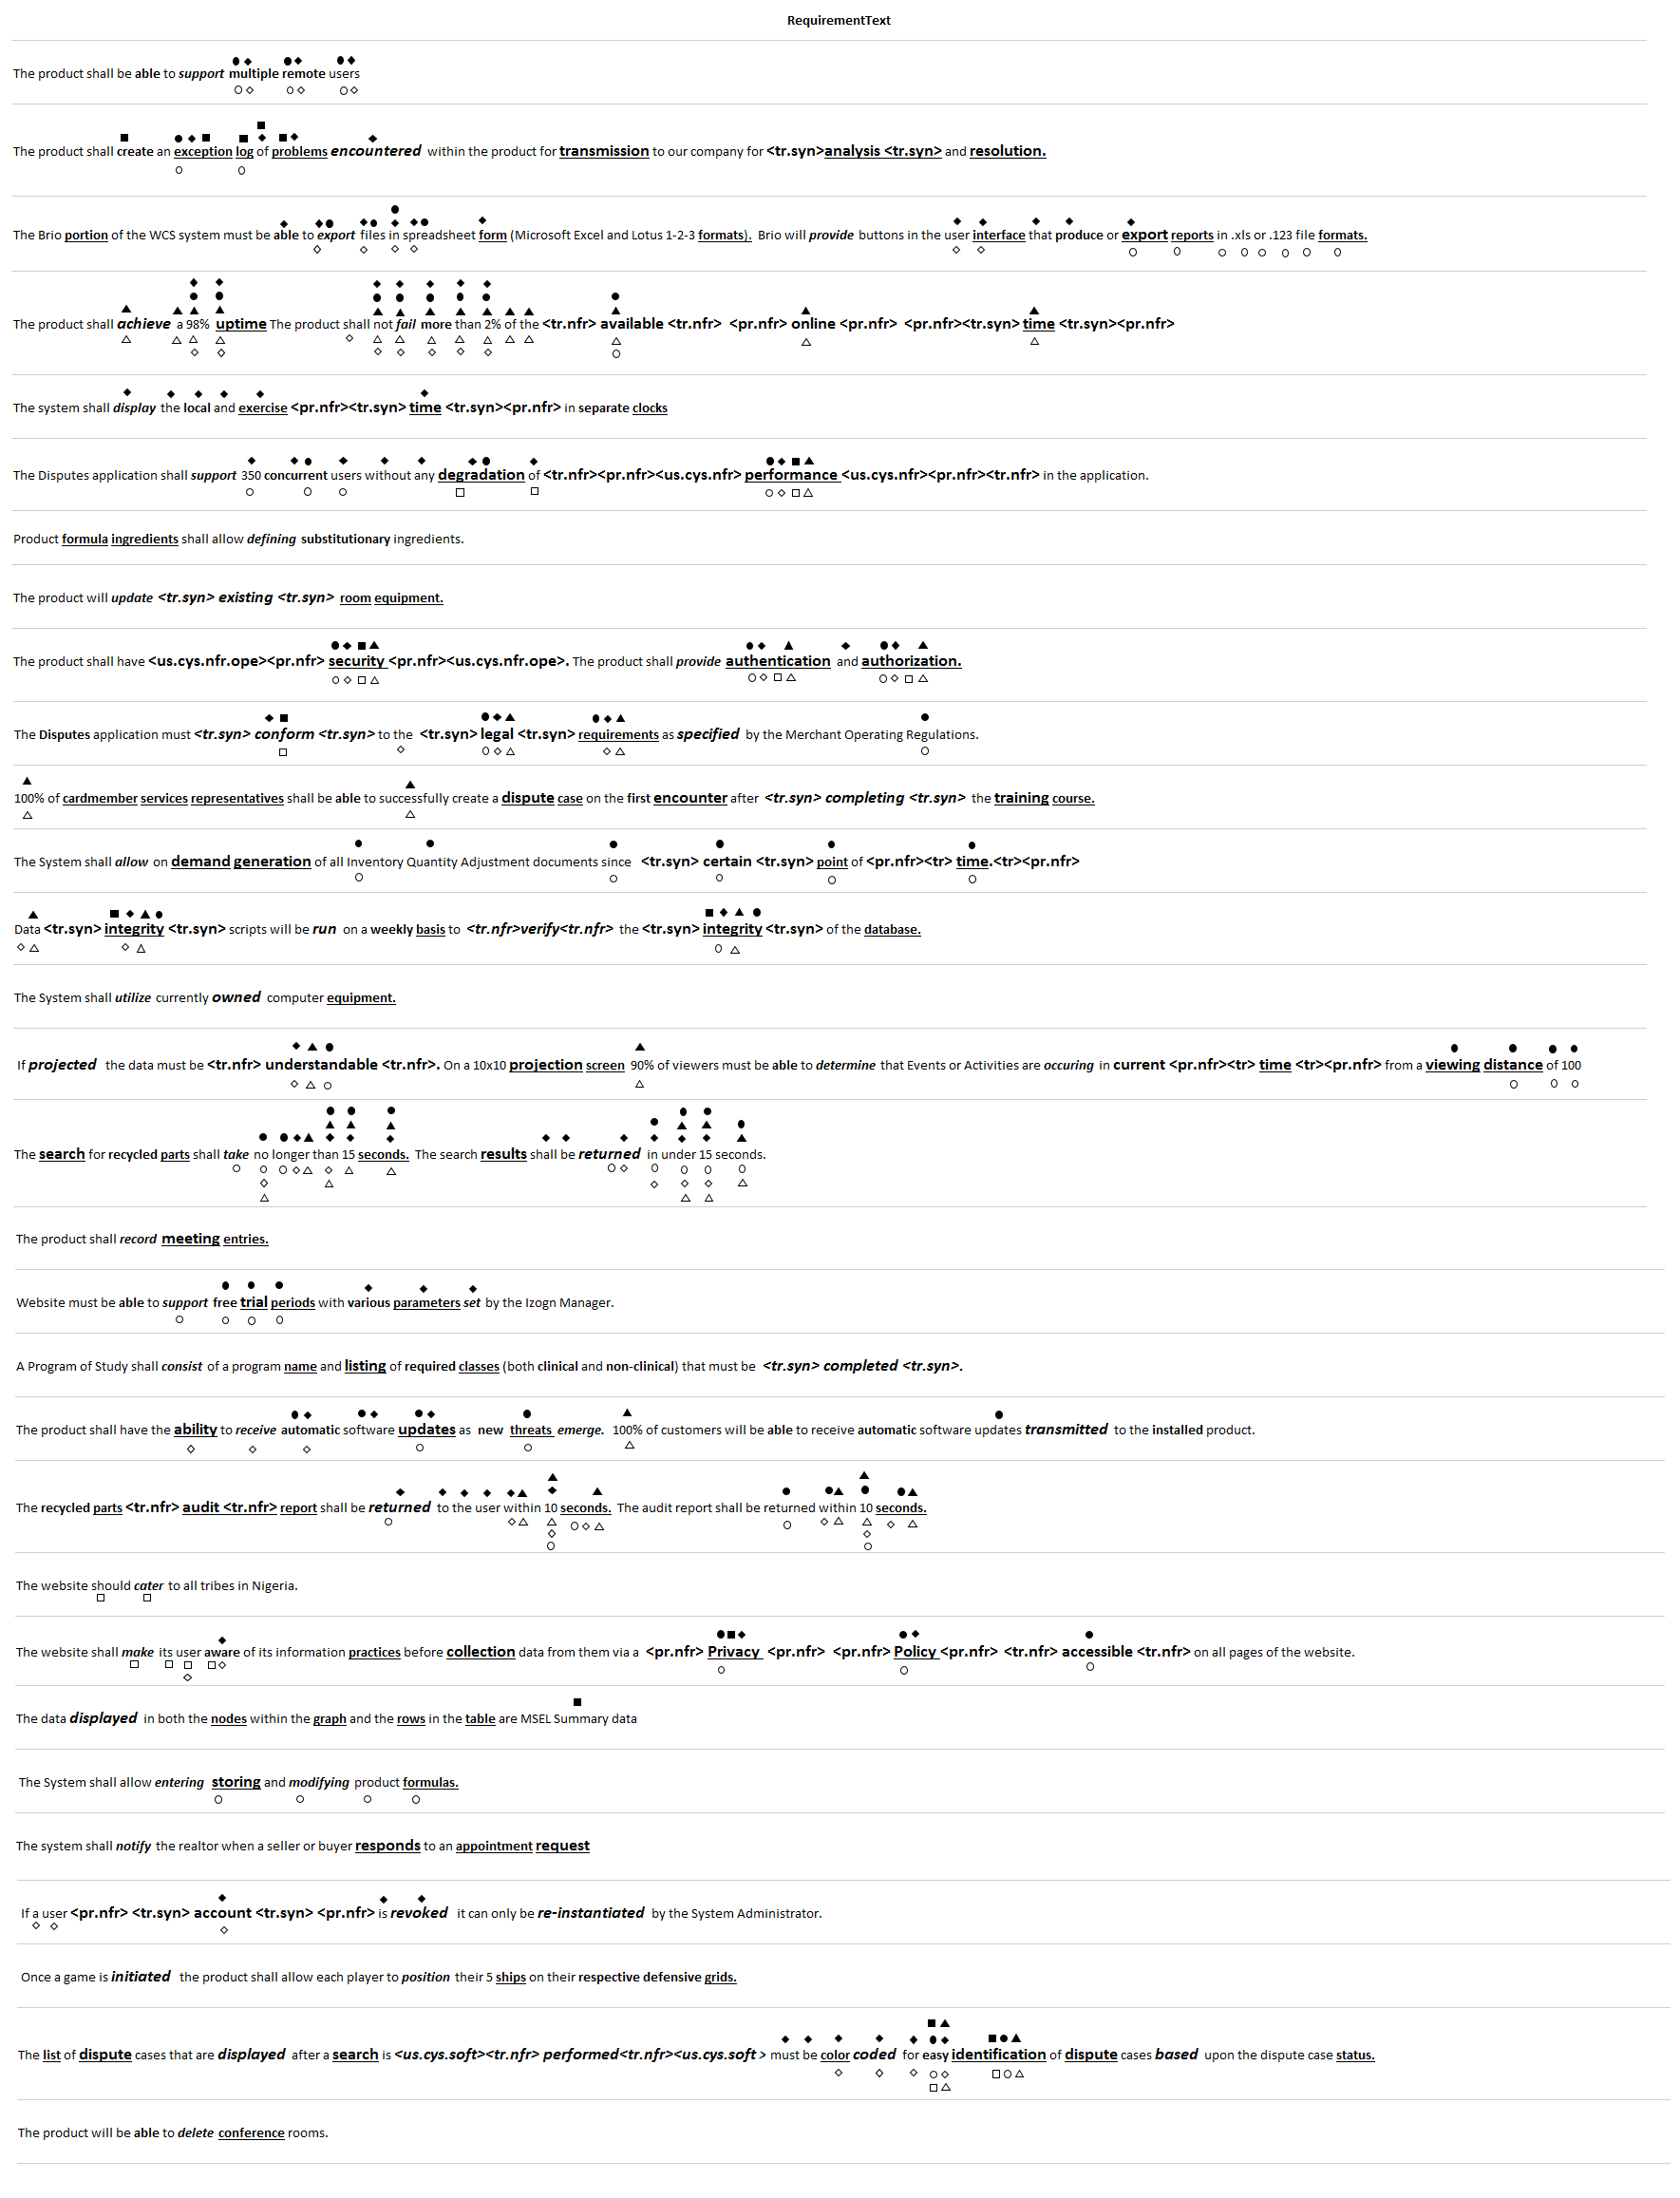 RequirementText
The product shall be able to support multiple remote users
The product shall create an exception log of problems encountered within the product for transmission to our company for <tr.syn>analysis <tr.syn> and resolution.
The Brio portion of the WCS system must be able to export files in spreadsheet form (Microsoft Excel and Lotus 1-2-3 formats). Brio will provide buttons in the user interface that produce or export reports in .xls or .123 file formats.
The product shall achieve a 98% uptime The product shall not fail more than 2% of the <tr.nfr> available <tr.nfr> <pr.nfr> online <pr.nfr> <pr.nfr><tr.syn> time <tr.syn><pr.nfr>
The system shall display the local and exercise <pr.nfr><tr.syn> time <tr.syn><pr.nfr> in separate clocks
The Disputes application shall support 350 concurrent users without any degradation of <tr.nfr><pr.nfr><us.cys.nfr> performance <us.cys.nfr><pr.nfr><tr.nfr> in the application.
Product formula ingredients shall allow defining substitutionary ingredients.
The product will update <tr.syn> existing <tr.syn> room equipment.
The product shall have <us.cys.nfr.ope><pr.nfr> security <pr.nfr><us.cys.nfr.ope>. The product shall provide authentication and authorization.
The Disputes application must <tr.syn> conform <tr.syn> to the <tr.syn> legal <tr.syn> requirements as specified by the Merchant Operating Regulations.
100% of cardmember services representatives shall be able to successfully create a dispute case on the first encounter after <tr.syn> completing <tr.syn> the training course.
The System shall allow on demand generation of all Inventory Quantity Adjustment documents since <tr.syn> certain <tr.syn> point of <pr.nfr><tr> time.<tr><pr.nfr>
Data <tr.syn> integrity <tr.syn> scripts will be run on a weekly basis to <tr.nfr>verify<tr.nfr> the <tr.syn> integrity <tr.syn> of the database.
The System shall utilize currently owned computer equipment.
If projected the data must be <tr.nfr> understandable <tr.nfr>. On a 10x10 projection screen 90% of viewers must be able to determine that Events or Activities are occuring in current <pr.nfr><tr> time <tr><pr.nfr> from a viewing distance of 100
The search for recycled parts shall take no longer than 15 seconds. The search results shall be returned in under 15 seconds.
The product shall record meeting entries.
Website must be able to support free trial periods with various parameters set by the Izogn Manager.
A Program of Study shall consist of a program name and listing of required classes (both clinical and non-clinical) that must be <tr.syn> completed <tr.syn>.
The product shall have the ability to receive automatic software updates as new threats emerge. 100% of customers will be able to receive automatic software updates transmitted to the installed product.
The recycled parts <tr.nfr> audit <tr.nfr> report shall be returned to the user within 10 seconds. The audit report shall be returned within 10 seconds.
The website should cater to all tribes in Nigeria.
The website shall make its user aware of its information practices before collection data from them via a <pr.nfr> Privacy <pr.nfr> <pr.nfr> Policy <pr.nfr> <tr.nfr> accessible <tr.nfr> on all pages of the website.
The data displayed in both the nodes within the graph and the rows in the table are MSEL Summary data
The System shall allow entering storing and modifying product formulas.
The system shall notify the realtor when a seller or buyer responds to an appointment request
If a user <pr.nfr> <tr.syn> account <tr.syn> <pr.nfr> is revoked it can only be re-instantiated by the System Administrator.
Once a game is initiated the product shall allow each player to position their 5 ships on their respective defensive grids.
The list of dispute cases that are displayed after a search is <us.cys.soft><tr.nfr> performed<tr.nfr><us.cys.soft > must be color coded for easy identification of dispute cases based upon the dispute case status.
The product will be able to delete conference rooms.